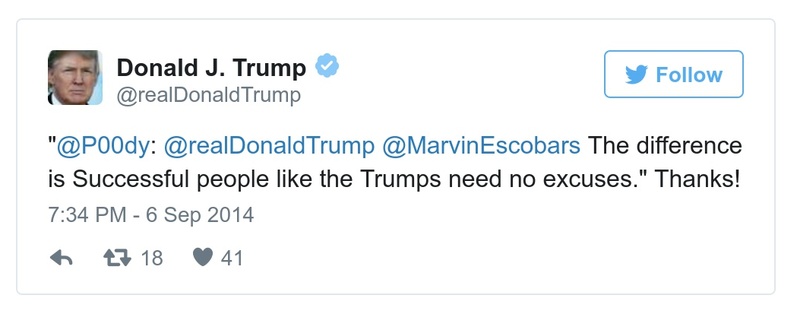 Donald J. Trump
@realDonaldTrump
Follow
"@P00dy: @realDonaldTrump @MarvinEscobars The difference
is Successful people like the Trumps need no excuses." Thanks!
7:34 PM - 6 Sep 2014
18 41